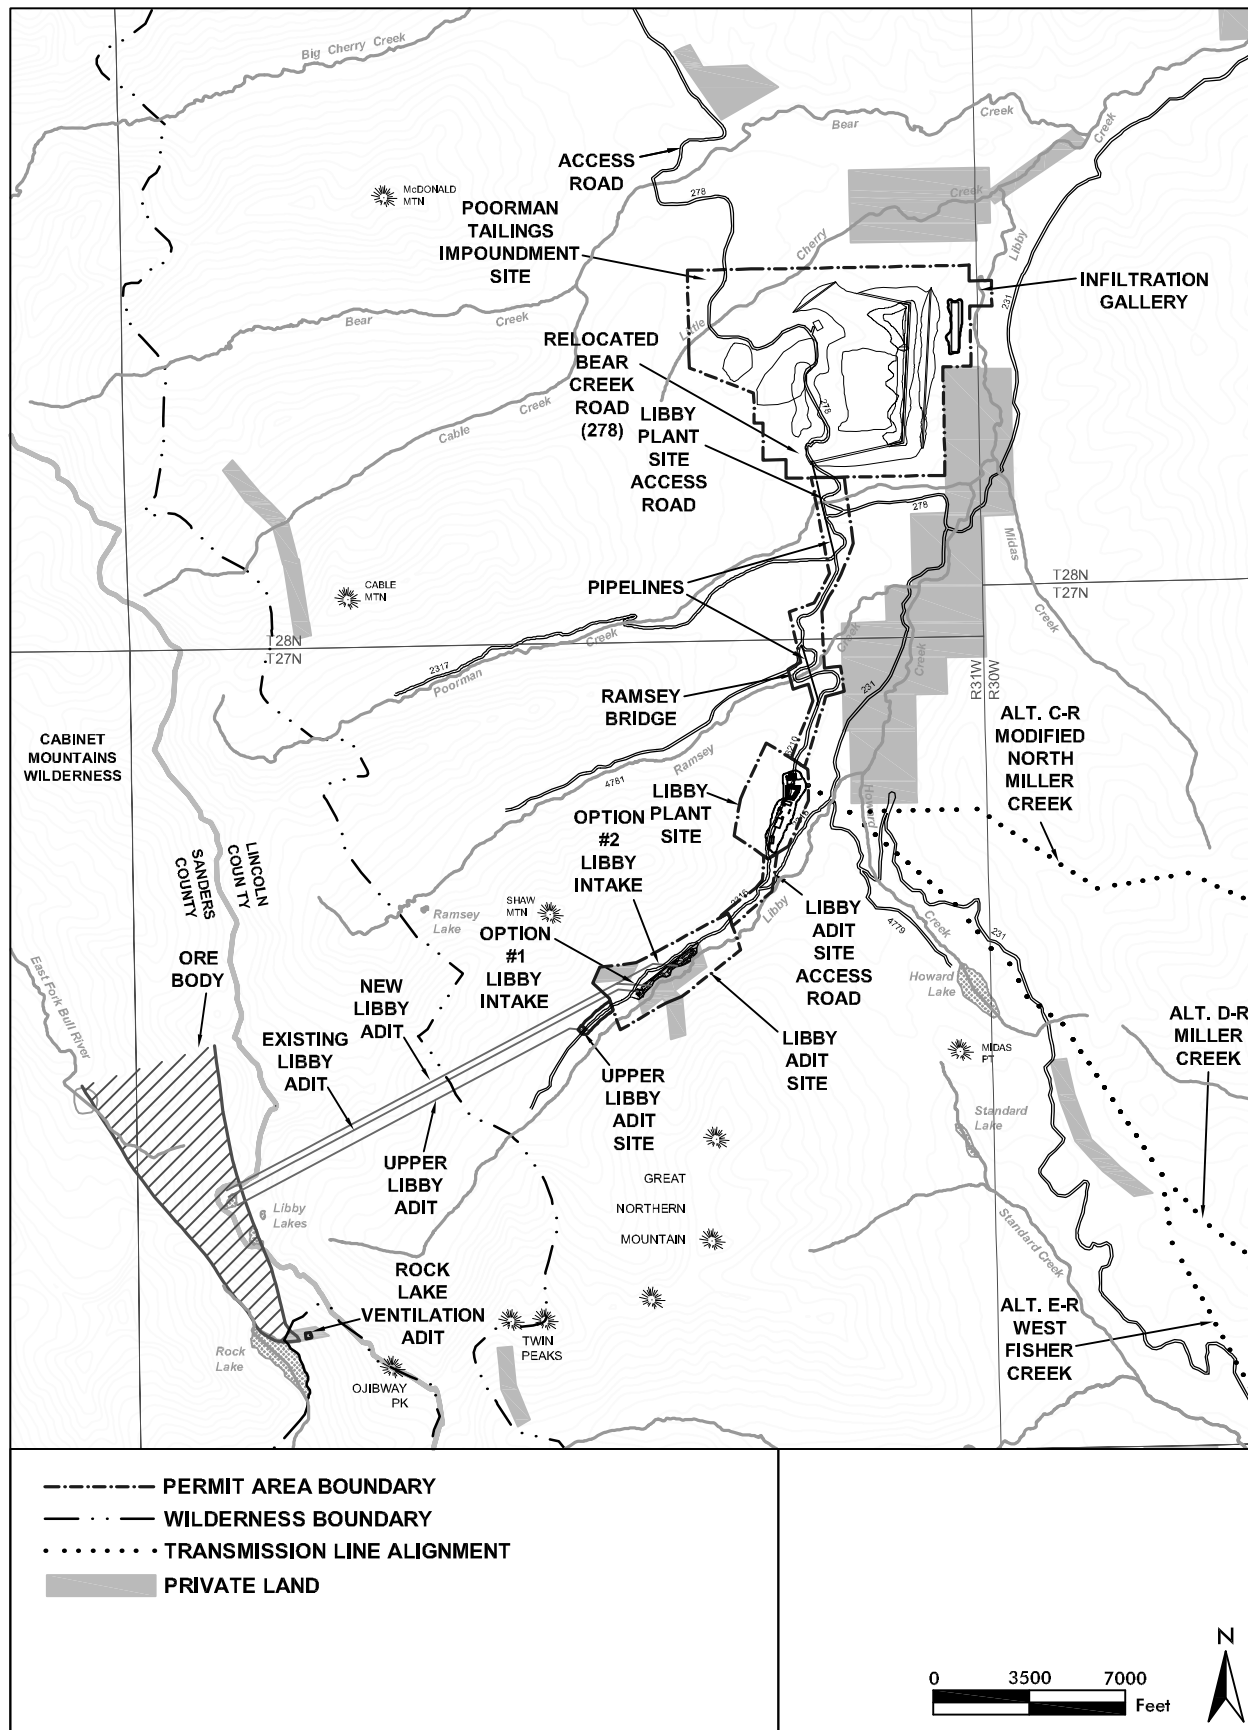 Big Cherry Creek
Bear
Creek
Creek
ACCESS
ROAD
McDONALD
MTN
278
Creek
POORMAN
TAILINGS
IMPOUNDMENT
SITE
Cherry
Libby
INFILTRATION
GALLERY
231
Bear
Creek
Little
RELOCATED
BEAR
CREEK
ROAD
(278)
278
Creek
Cable
LIBBY
PLANT
SITE
ACCESS
ROAD
278
Midas
CABLE
MTN
PIPELINES
T28N
T27N
Creek
T28N
T27N
Creek
Creek
Creek
2317
Poorman
R31W
R30W
RAMSEY
BRIDGE
231
ALT. C-R
MODIFIED
NORTH
MILLER
CREEK
CABINET
MOUNTAINS
WILDERNESS
6210
Ramsey
4781
LIBBY
PLANT
SITE
Howard
2316
OPTION
#2
LIBBY
INTAKE
SANDERS
COUNTY
LINCOLN
COUNTY
SHAW
MTN
Ramsey
Lake
2316
Libby
LIBBY
ADIT
SITE
ACCESS
ROAD
4779
Creek
231
OPTION
#1
LIBBY
INTAKE
ORE
BODY
East Fork Bull River
NEW
LIBBY
ADIT
Howard
Lake
EXISTING
LIBBY
ADIT
ALT. D-R
MILLER
CREEK
LIBBY
ADIT
SITE
MIDAS
PT
UPPER
LIBBY
ADIT
SITE
Standard
Lake
UPPER
LIBBY
ADIT
GREAT
NORTHERN
MOUNTAIN
Libby
Lakes
Standard Creek
ROCK
LAKE
VENTILATION
ADIT
ALT. E-R
WEST
FISHER
CREEK
Rock
Lake
TWIN
PEAKS
OJIBWAY
PK
PERMIT AREA BOUNDARY
WILDERNESS BOUNDARY
TRANSMISSION LINE ALIGNMENT
PRIVATE LAND
N
0 3500 7000
Feet